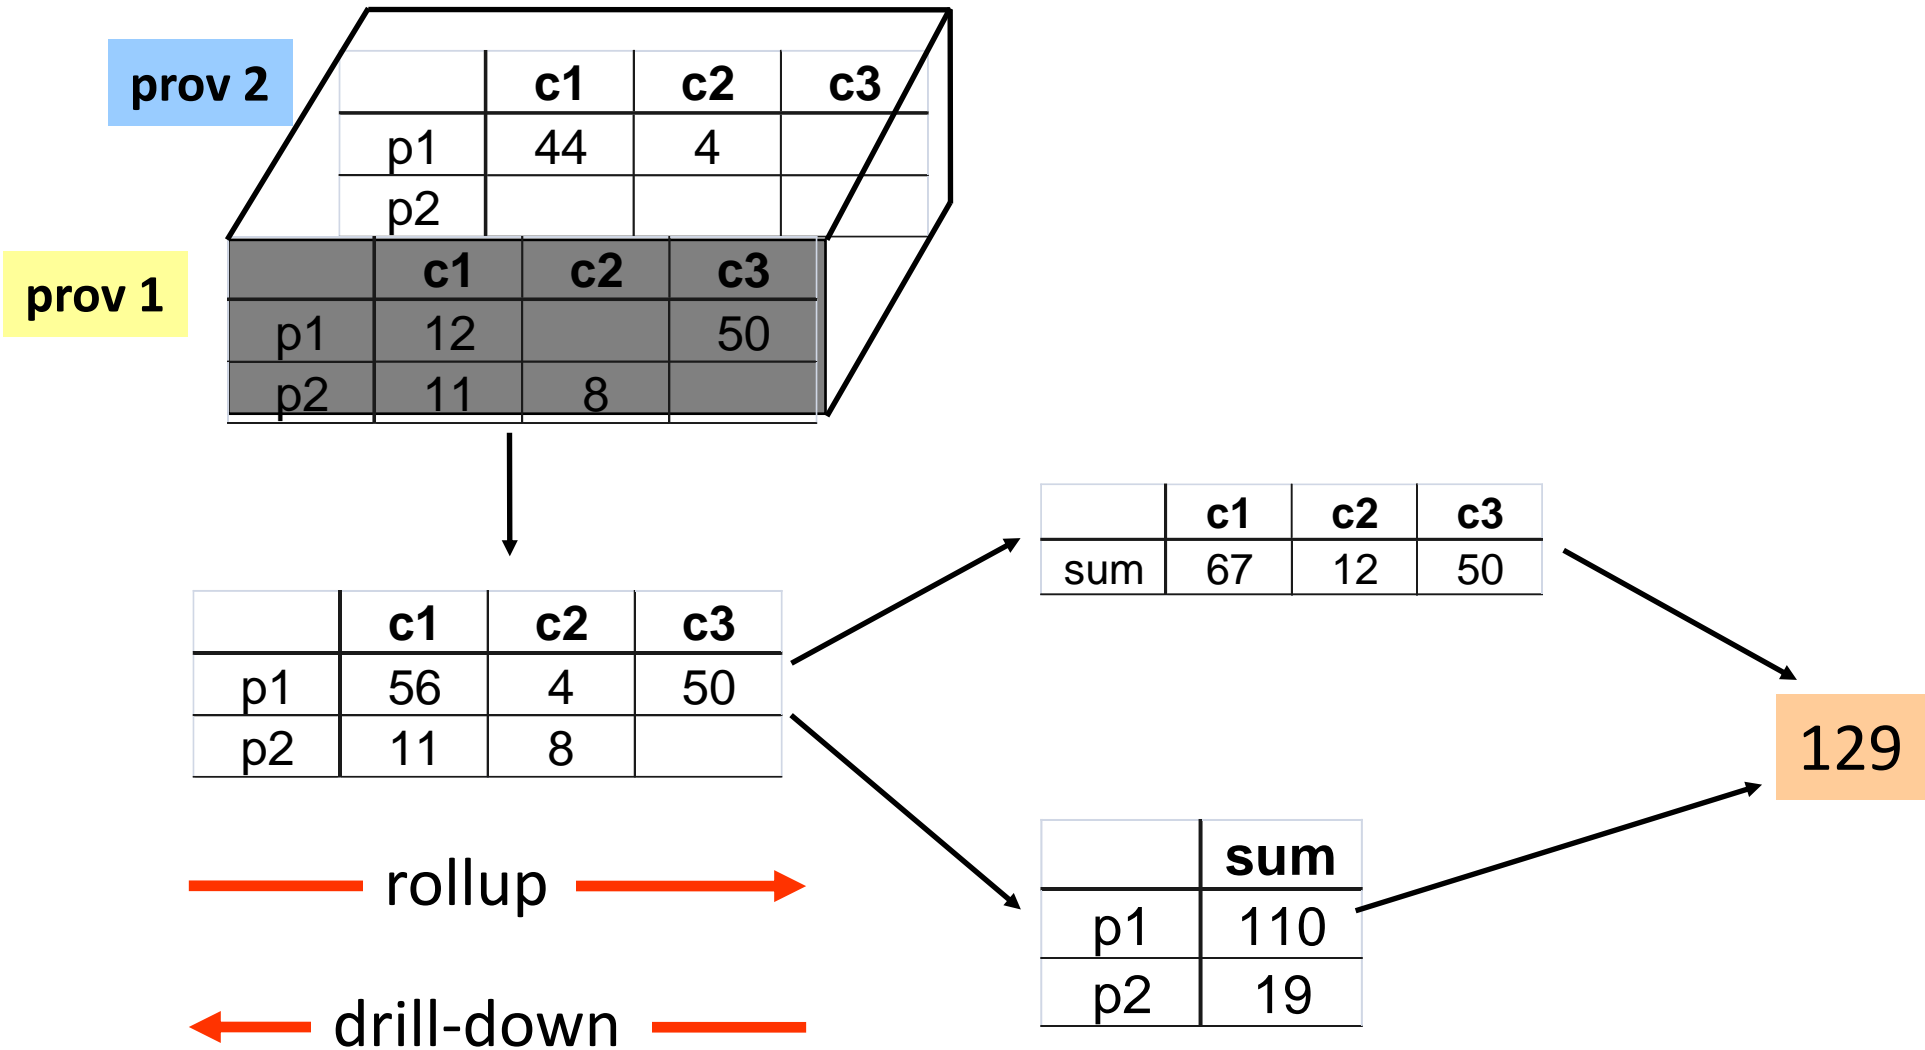 prov 2
c1 c2 c3
p1 44 4
p2
prov 1
c1 c2 c3
p1 12 50
p2 11 8
c1 c2 c3
p1 56 4 50
p2 11 8
c1 c2 c3
sum 67 12 50
129
sum
p1 110
p2 19
rollup
drill-down